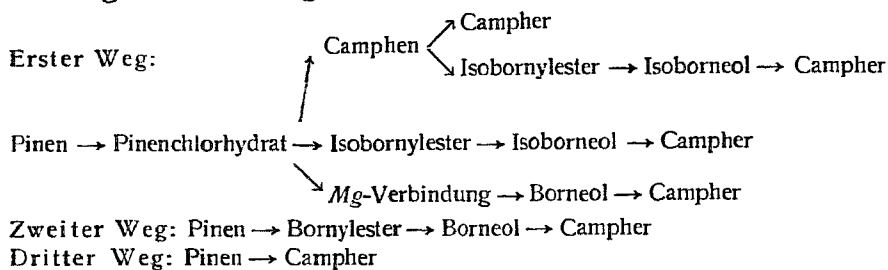 Campher
Erster Weg: Camphen
Isobornylester → Isoborneol → Campher
Pinen → Pinenchlorhydrat → Isobornylester → Isoborneol → Campher
Mg-Verbindung → Borneol → Campher
Zweiter Weg: Pinen → Bornylester → Borneol → Campher
Dritter Weg: Pinen → Campher